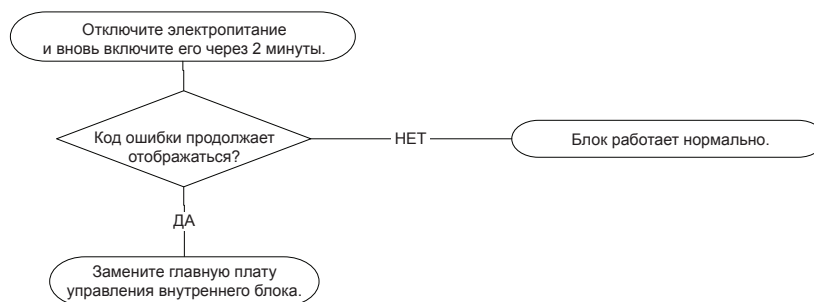 Отключите электропитание
и вновь включите его через 2 минуты.
Код ошибки продолжает
отображаться?
НЕТ
Блок работает нормально.
ДА
Замените главную плату
управления внутреннего блока.